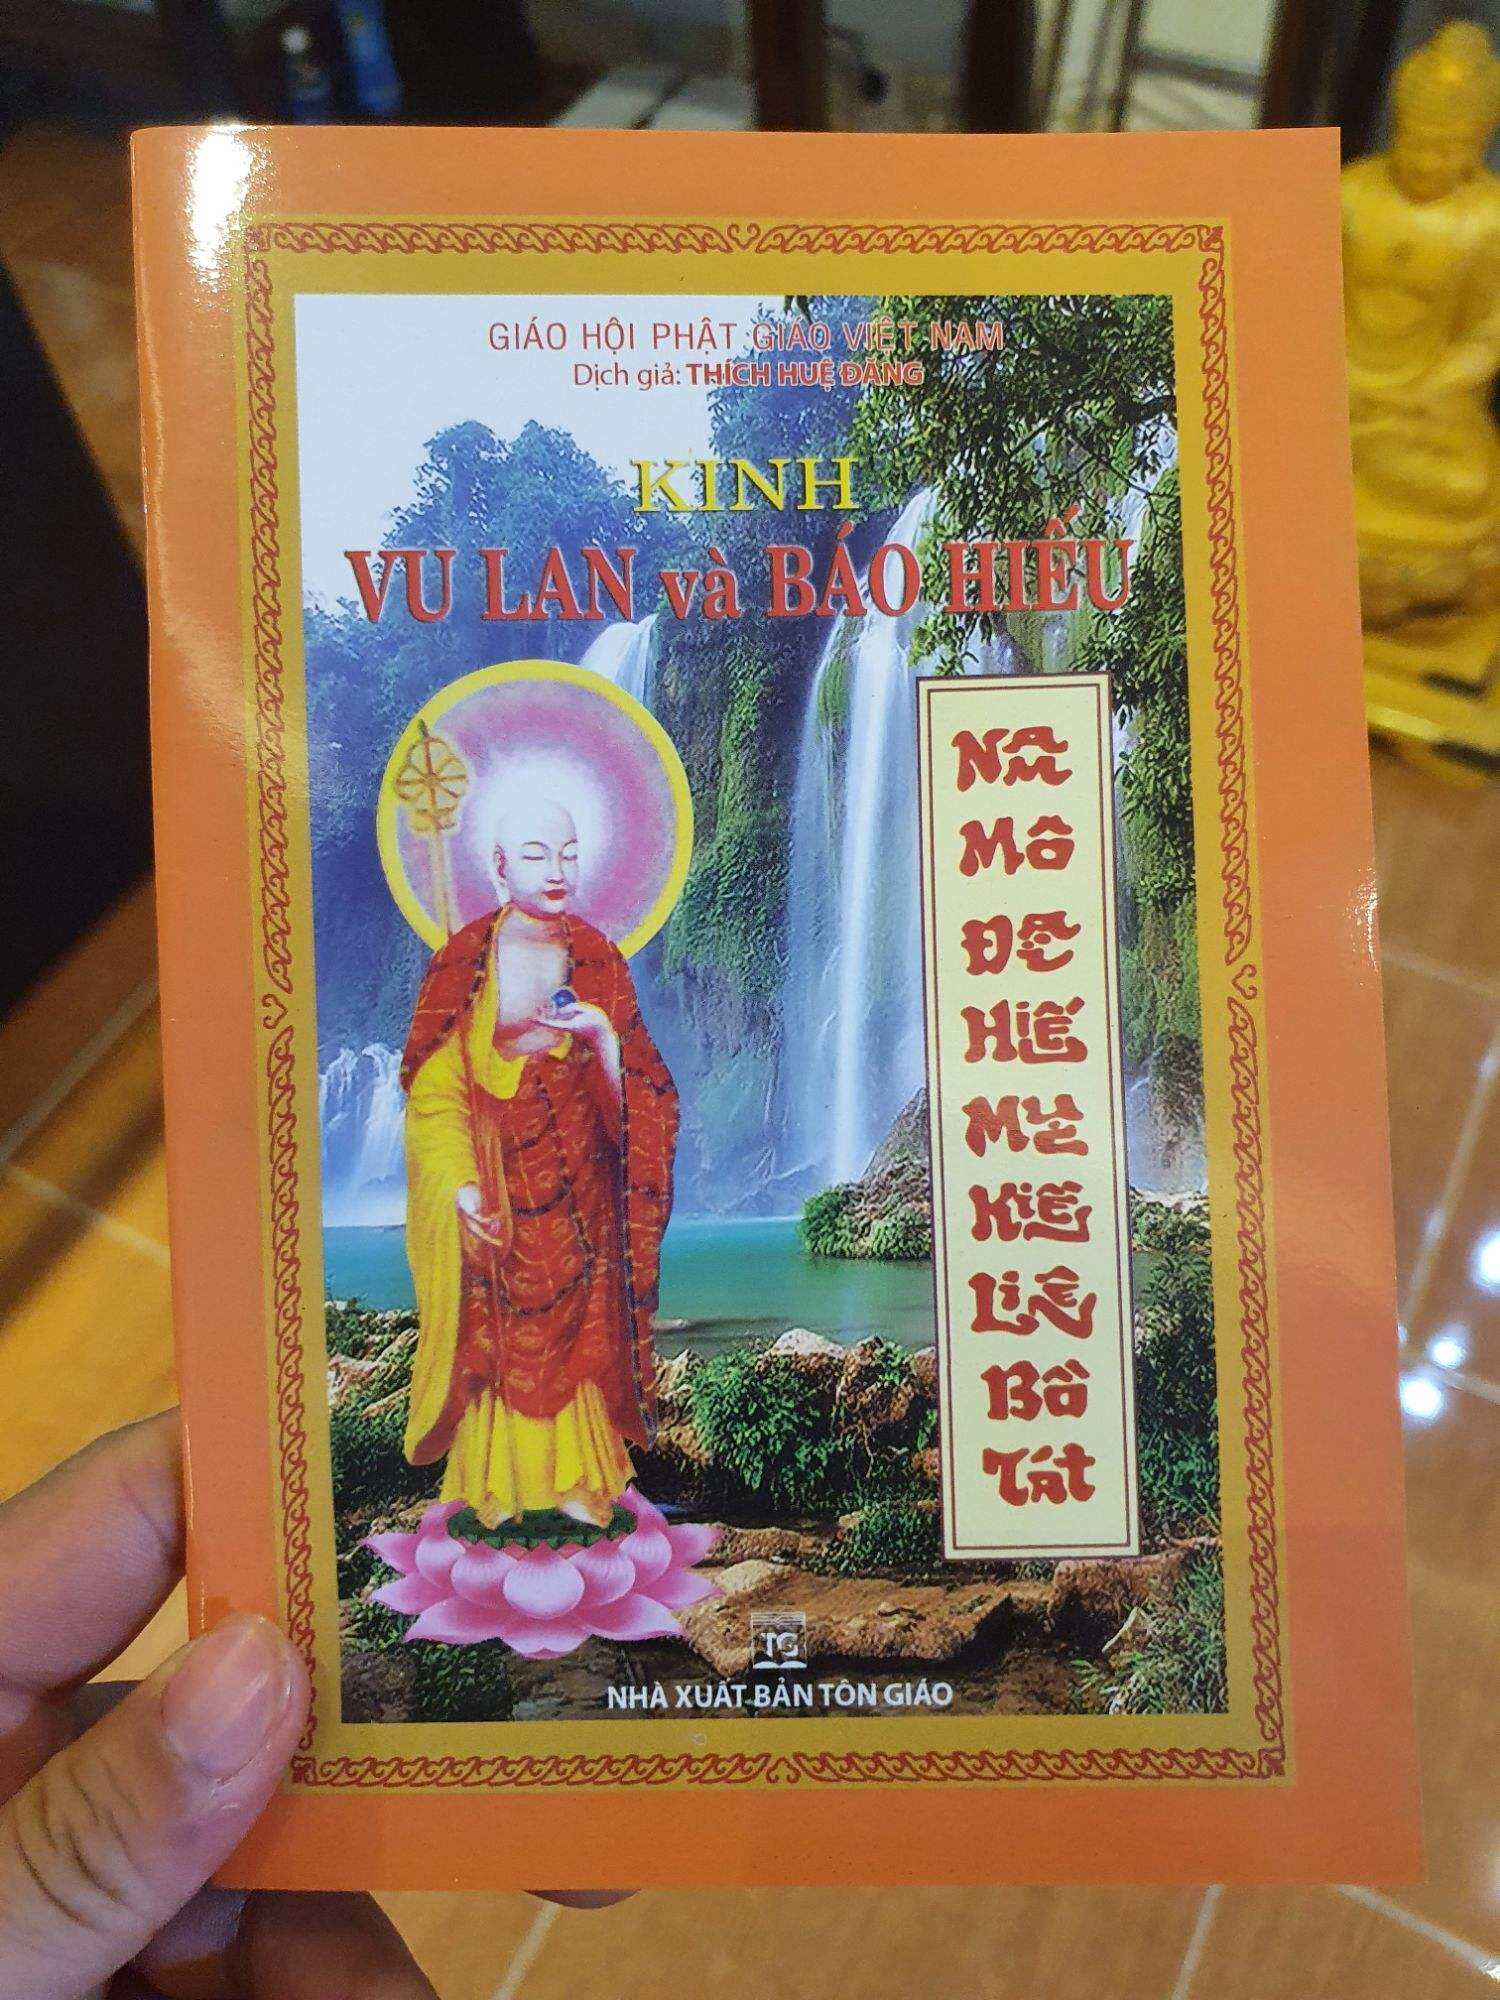 GIÁO HỘI PHẬT GIÁO VIỆT NAM
Dịch giả: THÍCH HUỆ ĐĂNG
KINH
VU LAN và BÁO HIẾU
NAM
MÔ
ĐẠI
HIẾU
MỤC
KIỀN
LIÊN
BỒ
TÁT
TG
NHÀ XUẤT BẢN TÔN GIÁO